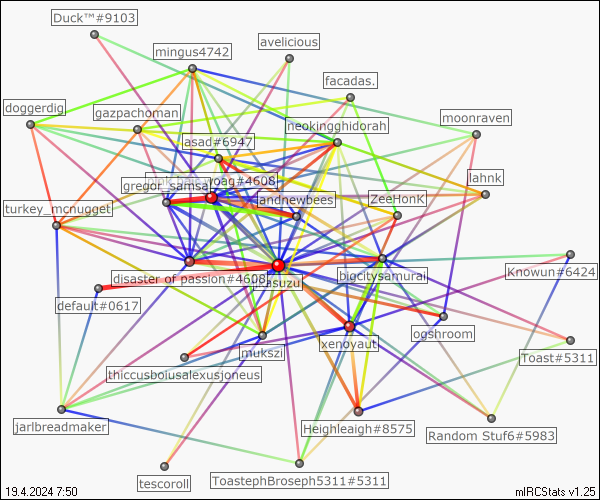 Duck™#9103
mingus4742
avelicious
facadas.
doggerdig
gazpachoman
neokingghidorah
moonraven
asad#6947
roag#4608
gregor_samsa
lahnk
landnewbees
ZeeHonK
turkey_mcnugget
disaster of passion#4608
asuzu
bigcitysamurai
Knowun#6424
default#0617
ogshroom
xenoyaut
mukszi
Toast#5311
thiccusboiusalexusjoneus
jarlbreadmaker
Heighleaigh#8575
Random Stuf6#5983
tescoroll
ToastephBroseph5311#5311
19.4.2024 7:50
mIRCStats v1.25